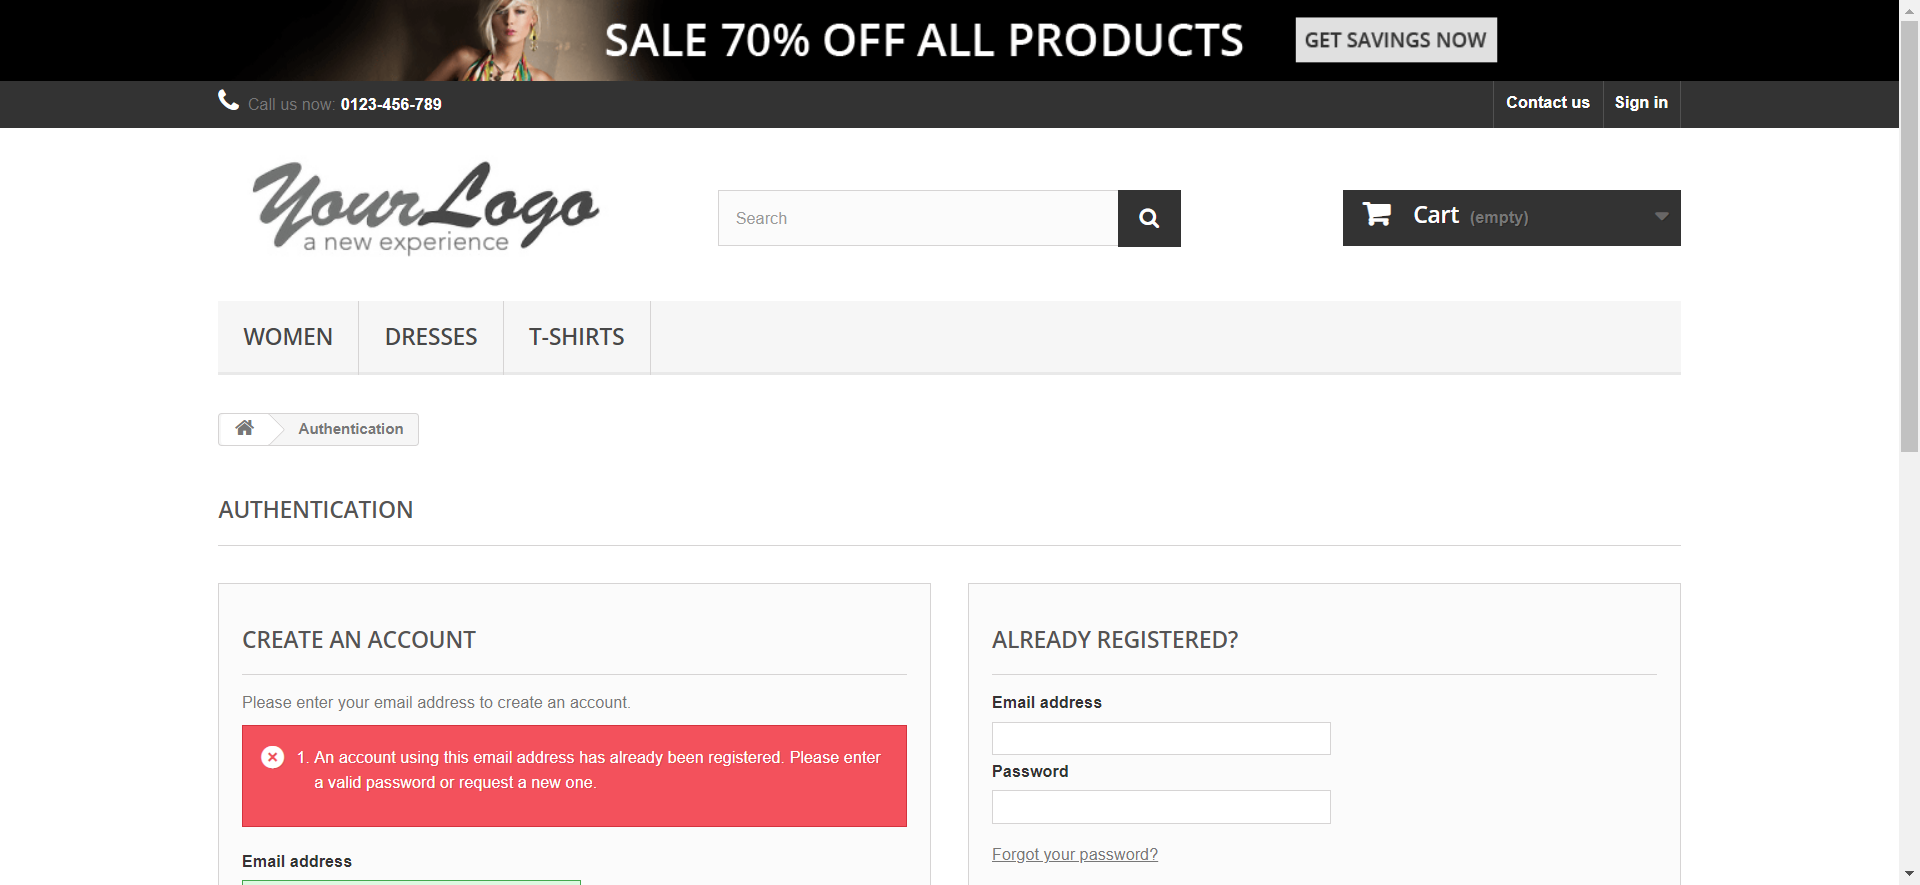 SALE 70% OFF ALL PRODUCTS
GET SAVINGS NOW
Call us now: 0123-456-789
Contact us
Sign in
YourLogo
a new experience
Search
Cart (empty)
WOMEN
DRESSES
T-SHIRTS
Authentication
AUTHENTICATION
CREATE AN ACCOUNT
Please enter your email address to create an account.
1. An account using this email address has already been registered. Please enter
a valid password or request a new one.
Email address
ALREADY REGISTERED?
Email address
Password
Forgot your password?